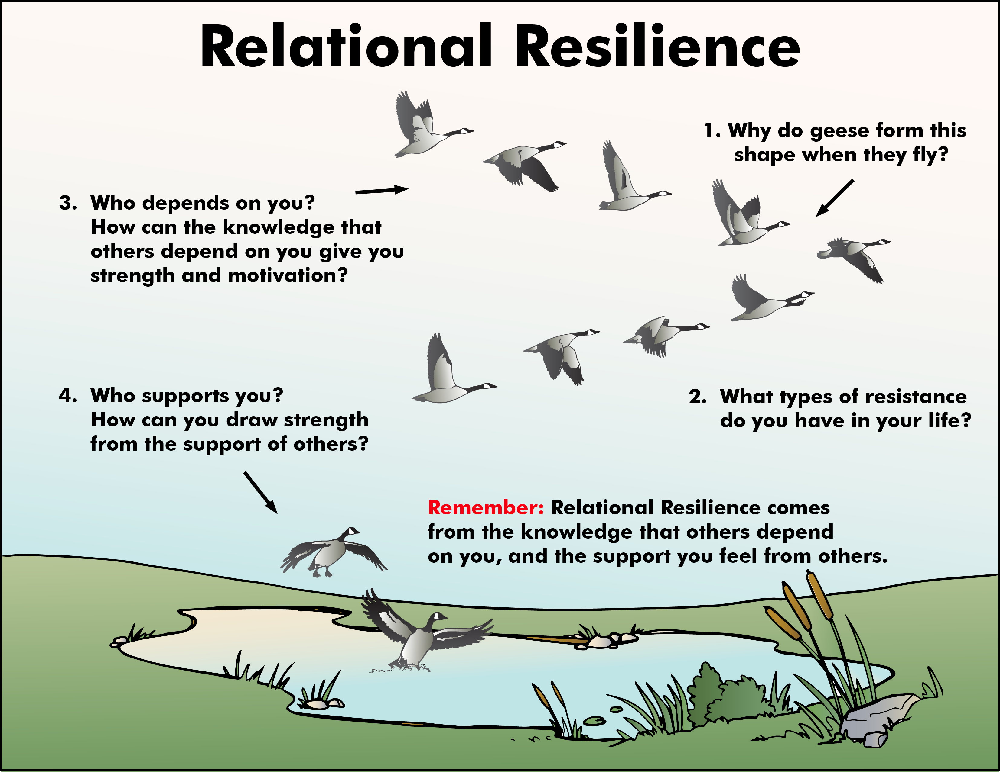 Relational Resilience
1. Why do geese form this
shape when they fly?
2. What types of resistance
do you have in your life?
3. Who depends on you?
How can the knowledge that
others depend on you give you
strength and motivation?
4. Who supports you?
How can you draw strength
from the support of others?
Remember: Relational Resilience comes
from the knowledge that others depend
on you, and the support you feel from others.